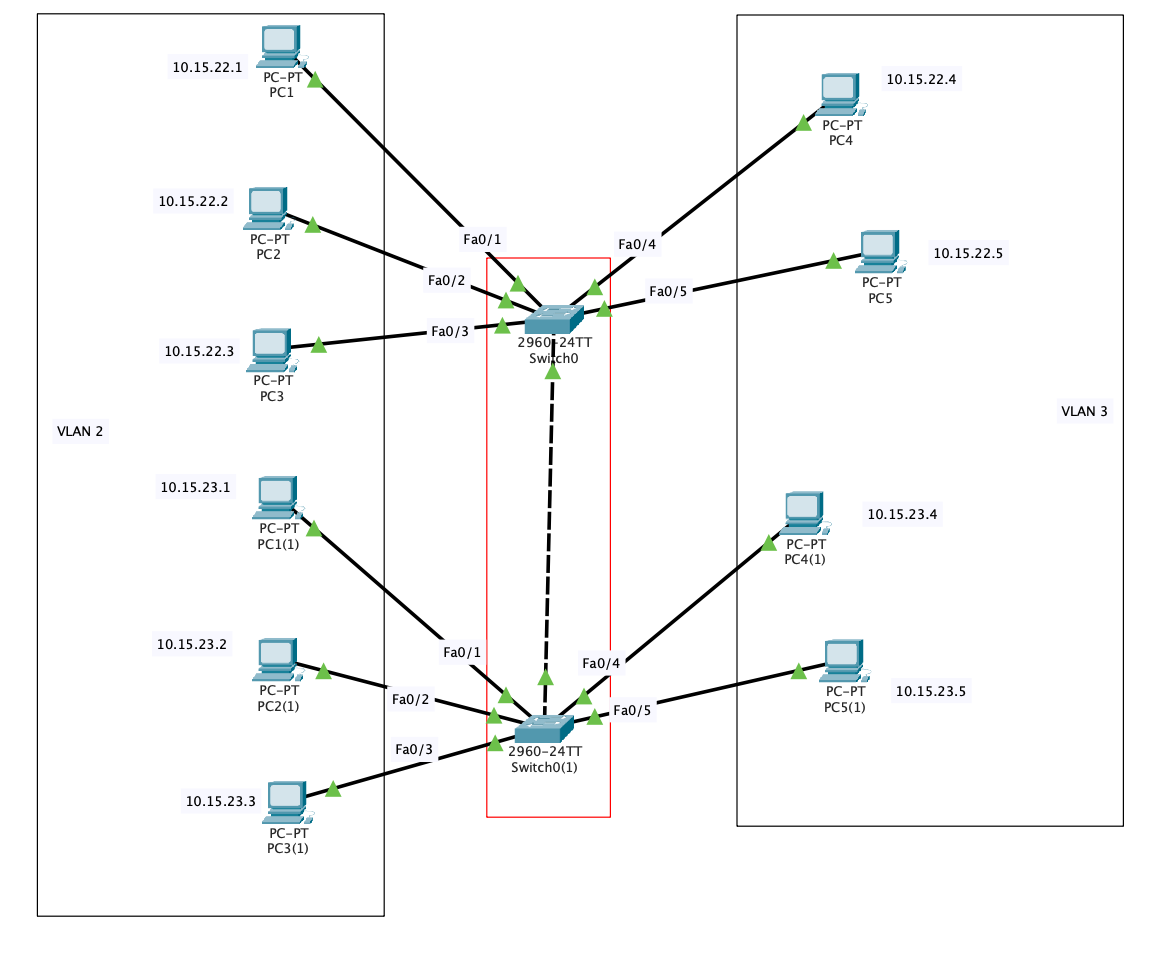 10.15.22.1
PC-PT
PC1
10.15.22.4
PC-PT
PC4
10.15.22.2
PC-PT
PC2
Fa0/1
Fa0/4
10.15.22.5
PC-PT
PC5
Fa0/2
Fa0/5
Fa0/3
10.15.22.3
PC-PT
PC3
2960-24TT
Switch0
VLAN 2
VLAN 3
10.15.23.1
PC-PT
PC1(1)
10.15.23.4
PC-PT
PC4(1)
10.15.23.2
PC-PT
PC2(1)
Fa0/1
Fa0/4
Fa0/2
Fa0/5
10.15.23.5
PC-PT
PC5(1)
Fa0/3
2960-24TT
Switch0(1)
10.15.23.3
PC-PT
PC3(1)